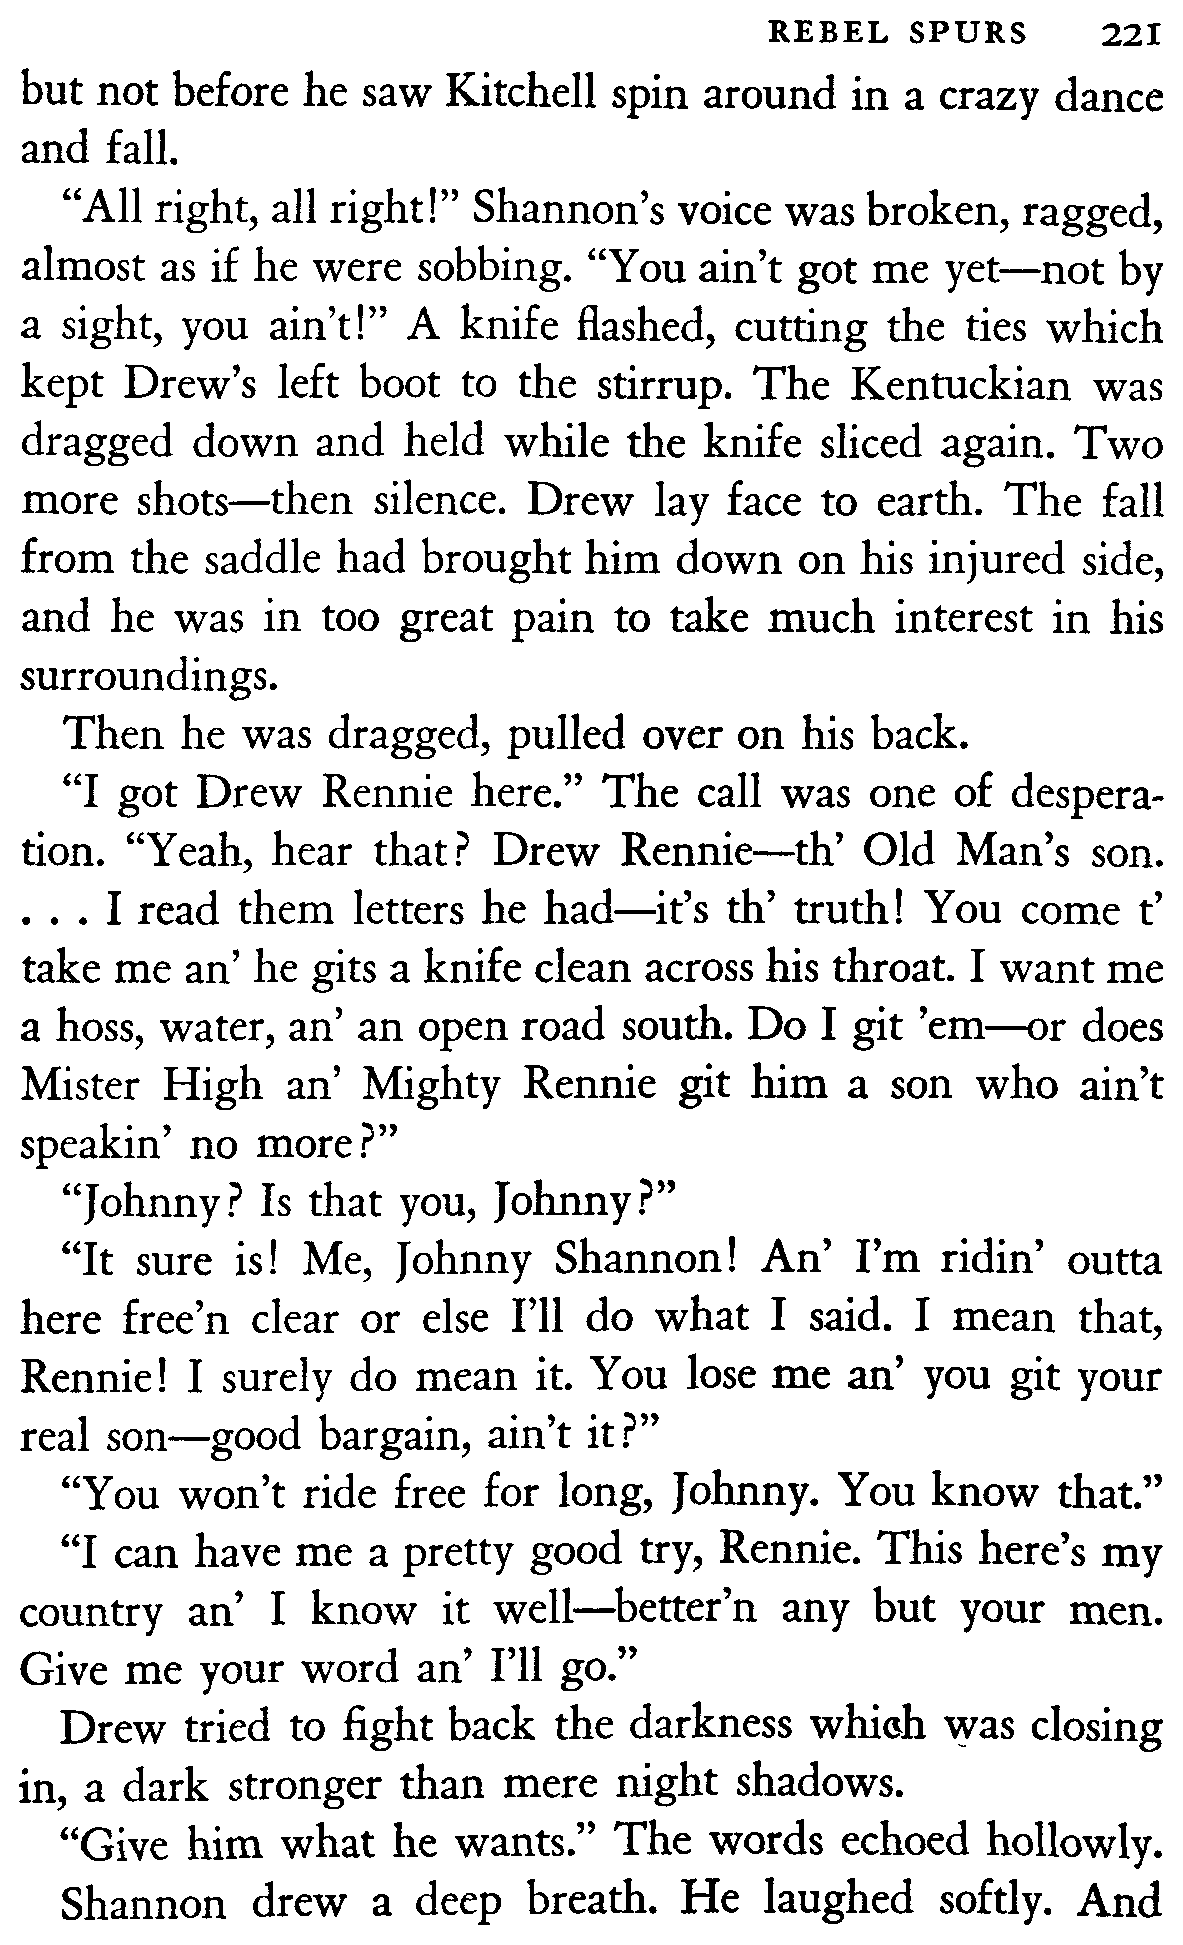 REBEL SPURS 221
but not before he saw Kitchell spin around in a crazy dance
and fall.
“All right, all right!” Shannon’s voice was broken, ragged,
almost as if he were sobbing. “You ain’t got me yet—not by
a sight, you ain’t!” A knife flashed, cutting the ties which
kept Drew’s left boot to the stirrup. The Kentuckian was
dragged down and held while the knife sliced again. Two
more shots—then silence. Drew lay face to earth. The fall
from the saddle had brought him down on his injured side,
and he was in too great pain to take much interest in his
surroundings.
Then he was dragged, pulled over on his back.
“I got Drew Rennie here.” The call was one of despera-
tion. “Yeah, hear that? Drew Rennie—th’ Old Man’s son.
. . . I read them letters he had—it’s th’ truth! You come t’
take me an’ he gits a knife clean across his throat. I want me
a hoss, water, an’ an open road south. Do I git ’em—or does
Mister High an’ Mighty Rennie git him a son who ain’t
speakin’ no more?”
“Johnny? Is that you, Johnny?”
“It sure is! Me, Johnny Shannon! An’ I’m ridin’ outta
here free’n clear or else I’ll do what I said. I mean that,
Rennie! I surely do mean it. You lose me an’ you git your
real son—good bargain, ain’t it?”
“You won’t ride free for long, Johnny. You know that.”
“I can have me a pretty good try, Rennie. This here’s my
country an’ I know it well—better’n any but your men.
Give me your word an’ I’ll go.”
Drew tried to fight back the darkness which was closing
in, a dark stronger than mere night shadows.
“Give him what he wants.” The words echoed hollowly.
Shannon drew a deep breath. He laughed softly. And